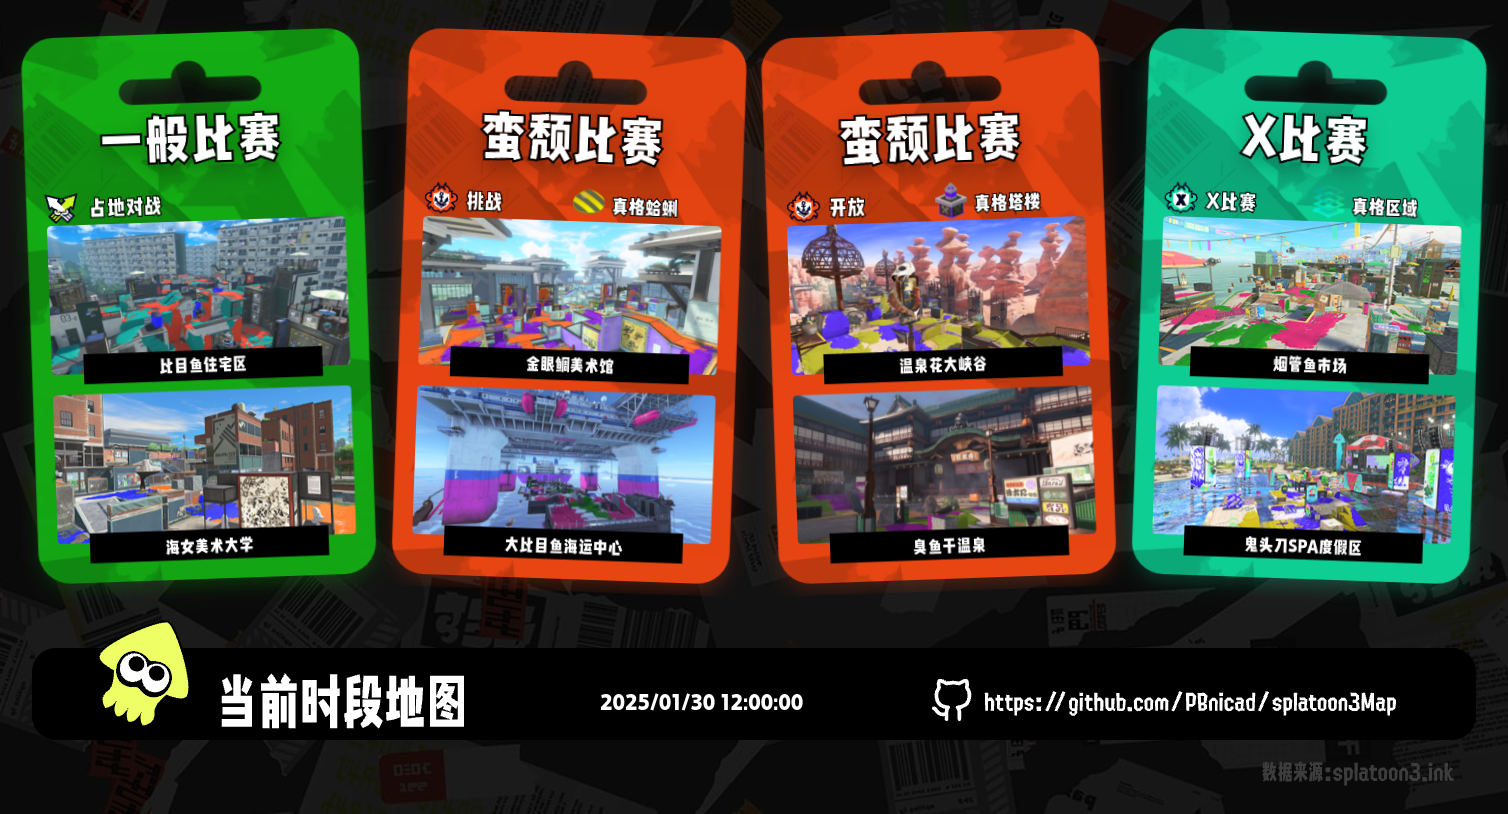 一般比赛
占地对战
比目鱼住宅区
海女美术大学
蛮颓比赛
挑战
真格蛤蜊
金眼鲷美术馆
大比目鱼海运中心
蛮颓比赛
开放
真格塔楼
温泉花大峡谷
臭鱼干温泉
X比赛
X比赛
真格区域
烟管鱼市场
鬼头刀SPA度假区
当前时段地图
2025/01/30 12:00:00
https://github.com/PBnicad/splatoon3Map
数据来源:splatoon3.ink